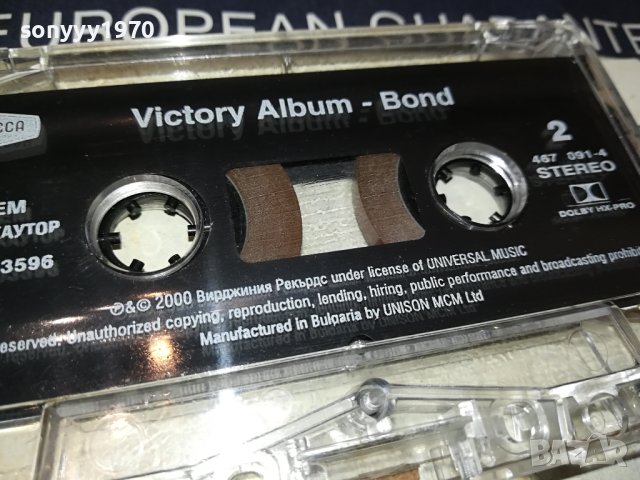 sonyyy1970
EUROPEAN
Victory Album - Bond
2
467 091-4
STEREO
DOLBY HX-PRO
ЕМ
3596
℗&© 2000 Вирджиния Рекърдс under license of UNIVERSAL MUSIC
eserved. Unauthorized copying, reproduction, lending, hiring, public performance and broadcasting prohibi
Manufactured in Bulgaria by UNISON MCM Ltd
BAZAR